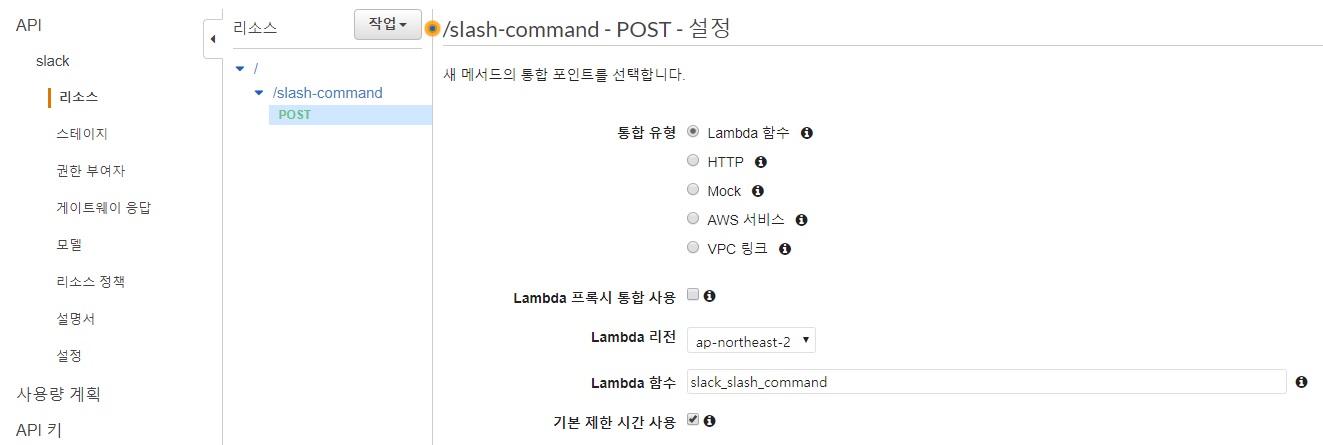 API
slack
리소스
스테이지
권한 부여자
게이트웨이 응답
모델
리소스 정책
설명서
설정
사용량 계획
API 키
리소스
작업
/
/slash-command
POST
/slash-command - POST - 설정
새 메서드의 통합 포인트를 선택합니다.
통합 유형
Lambda 함수
HTTP
Mock
AWS 서비스
VPC 링크
Lambda 프록시 통합 사용
Lambda 리전
ap-northeast-2
Lambda 함수
slack_slash_command
기본 제한 시간 사용